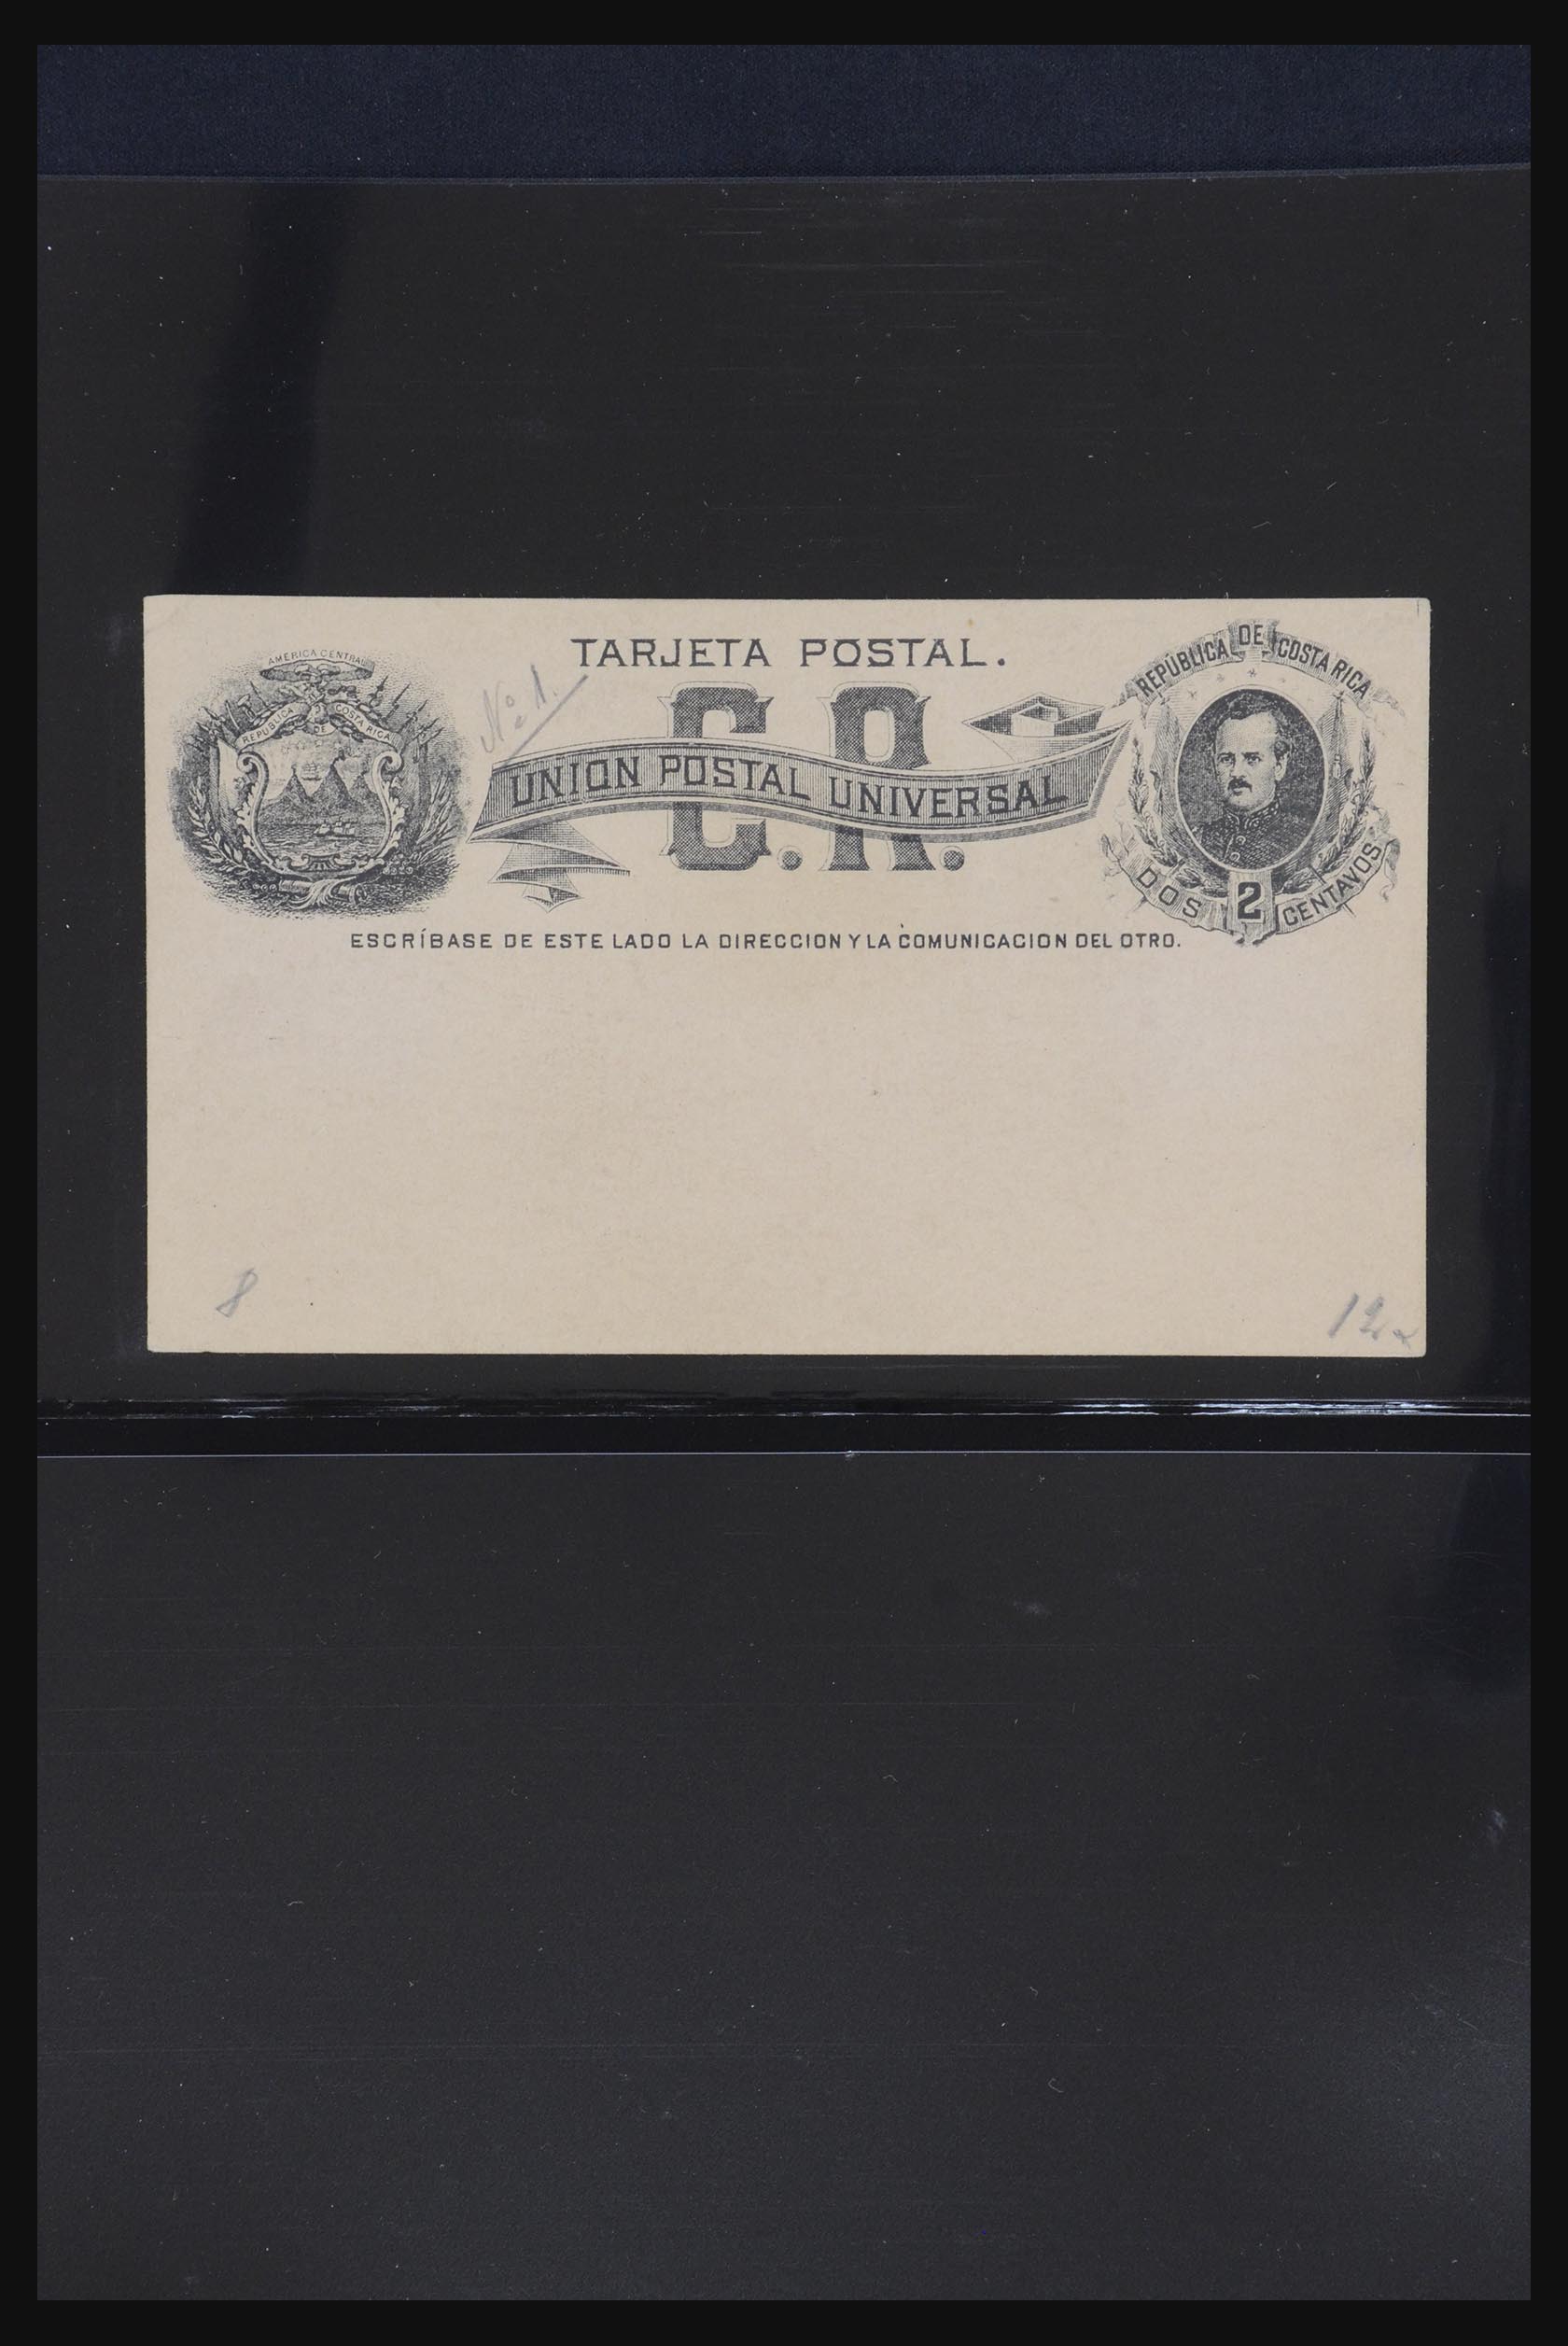 TARJETA POSTAL.
Nº 1.
AMERICA CENTRAL
REPUBLICA DE COSTA RICA
C.R.
UNION POSTAL UNIVERSAL
REPÚBLICA DE COSTA RICA
DOS 2 CENTAVOS
ESCRÍBASE DE ESTE LADO LA DIRECCION Y LA COMUNICACION DEL OTRO.
8
12